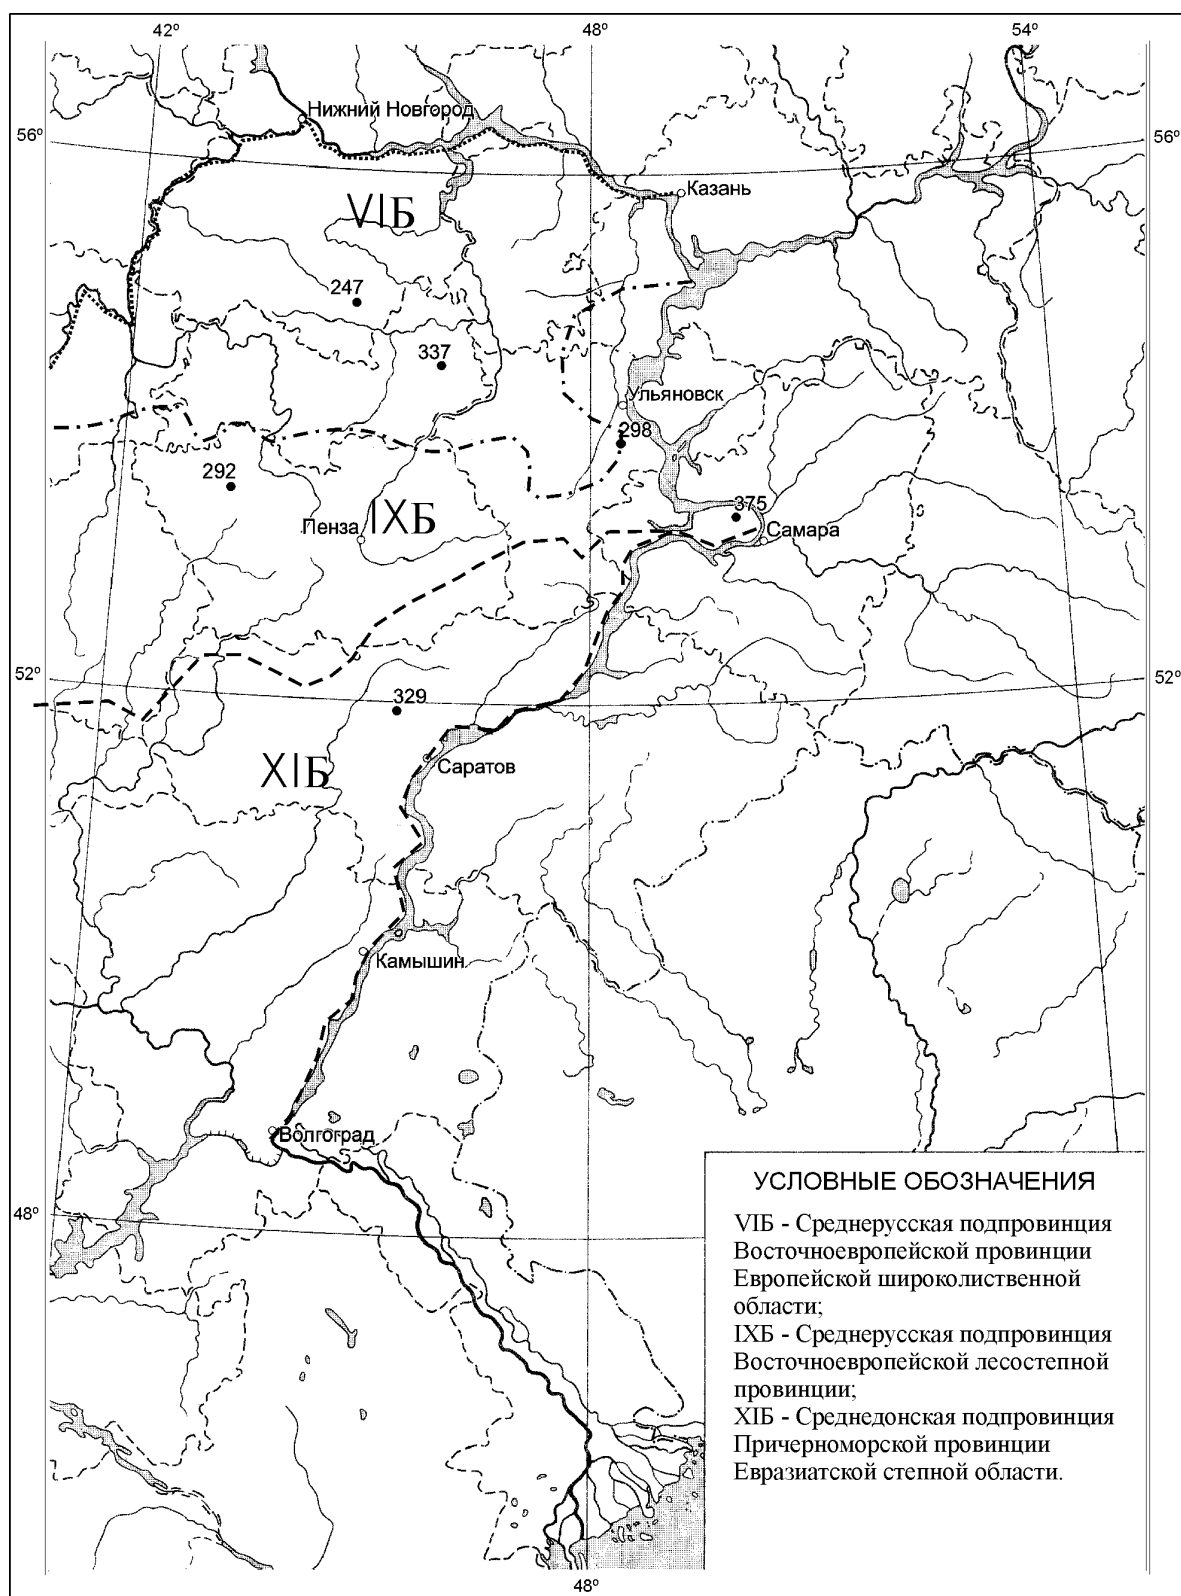 42º 48º 54º
Нижний Новгород
56º 56º
Казань
VIБ
247
337
Ульяновск
298
292
375
Пенза IXБ
Самара
52º 52º
329
XIБ
Саратов
Камышин
Волгоград
УСЛОВНЫЕ ОБОЗНАЧЕНИЯ
48º
VIБ - Среднерусская подпровинция
Восточноевропейской провинции
Европейской широколиственной
области;
IXБ - Среднерусская подпровинция
Восточноевропейской лесостепной
провинции;
XIБ - Среднедонская подпровинция
Причерноморской провинции
Евразиатской степной области.
48º